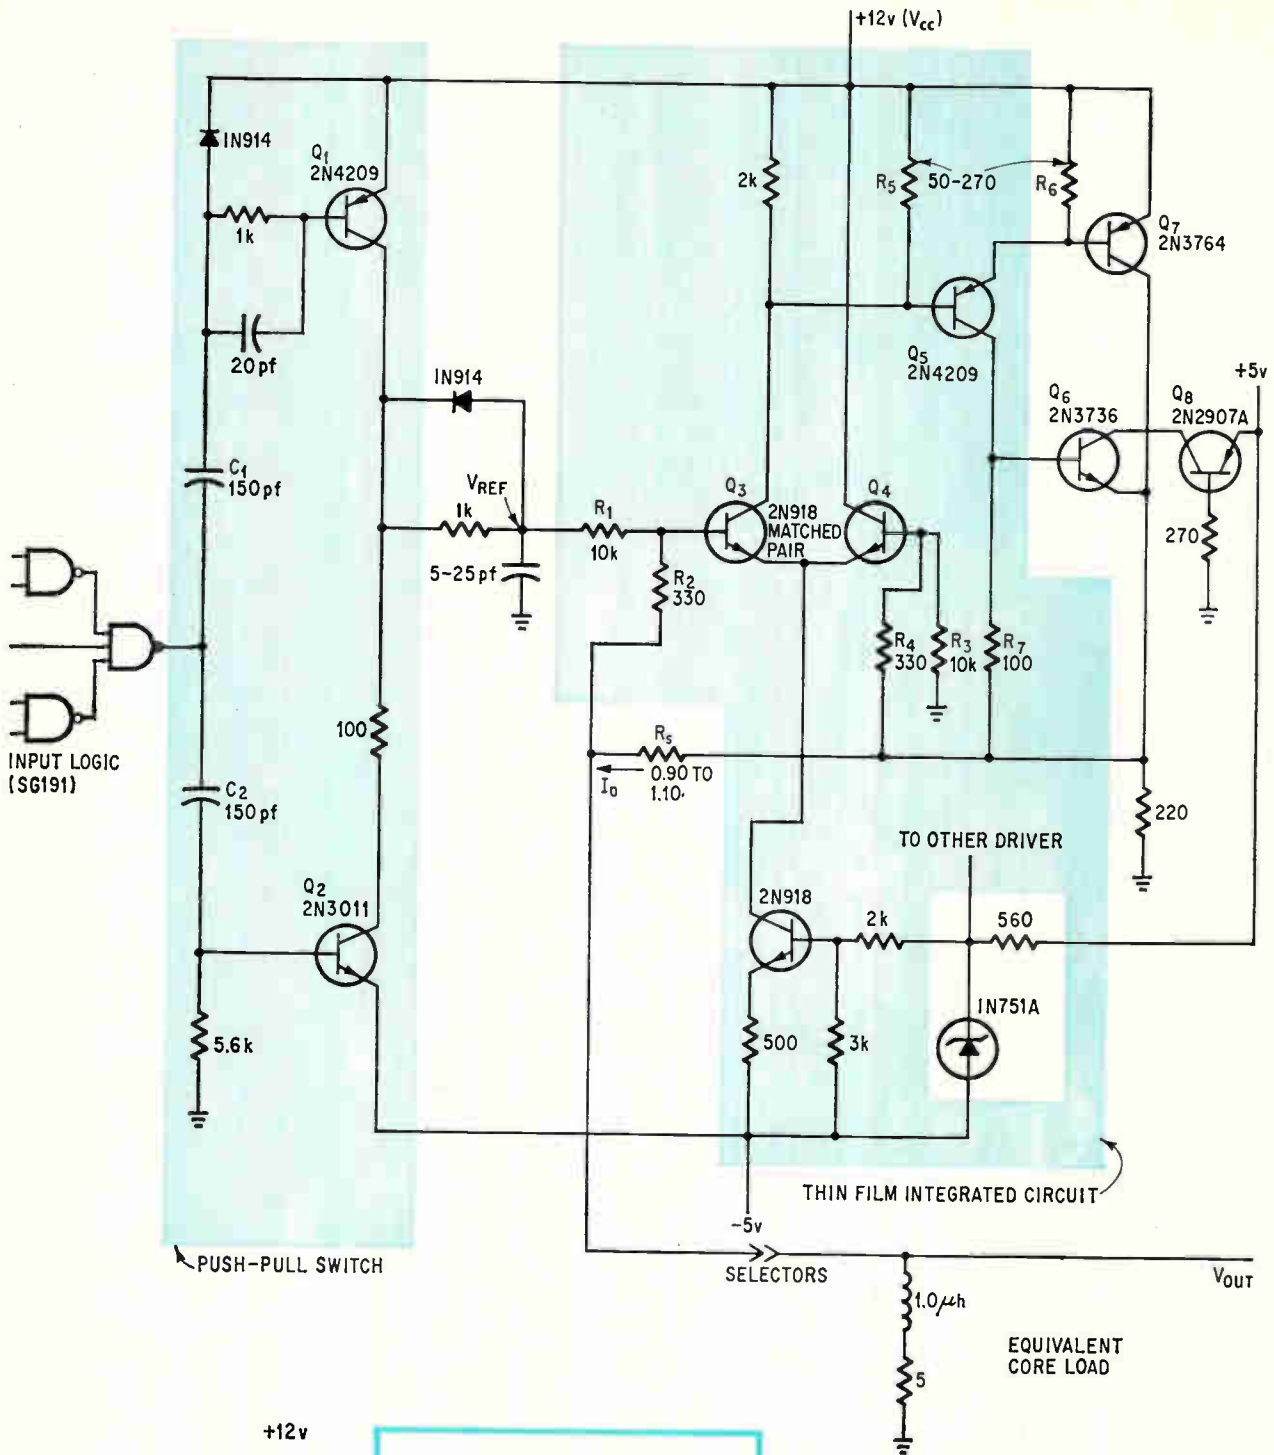 +12v (Vcc)
IN914
Q1
2N4209
1k
20pf
2k
R5
50-270
R6
Q7
2N3764
Q5
2N4209
+5v
IN914
Q6
2N3736
Q8
2N2907A
C1
150pf
VREF
1k
R1
10k
5-25pf
R2
330
Q3
Q4
2N918
MATCHED
PAIR
270
R4
330
R3
10k
R7
100
INPUT LOGIC
(SG191)
100
Rs
0.90 TO
1.10.
Io
C2
150pf
220
TO OTHER DRIVER
Q2
2N3011
2N918
2k
560
IN751A
5.6k
500
3k
THIN FILM INTEGRATED CIRCUIT
-5v
PUSH-PULL SWITCH
SELECTORS
VOUT
1.0μh
EQUIVALENT
CORE LOAD
5
+12v